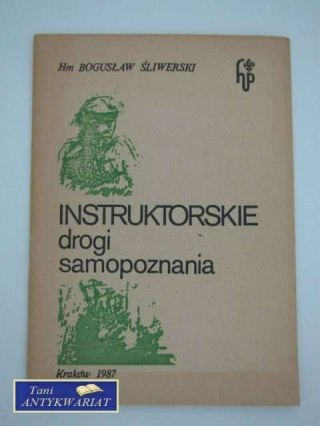 Hm BOGUSŁAW ŚLIWERSKI
INSTRUKTORSKIE
drogi
samopoznania
Kraków 1987
Tani
ANTYKWARIAT